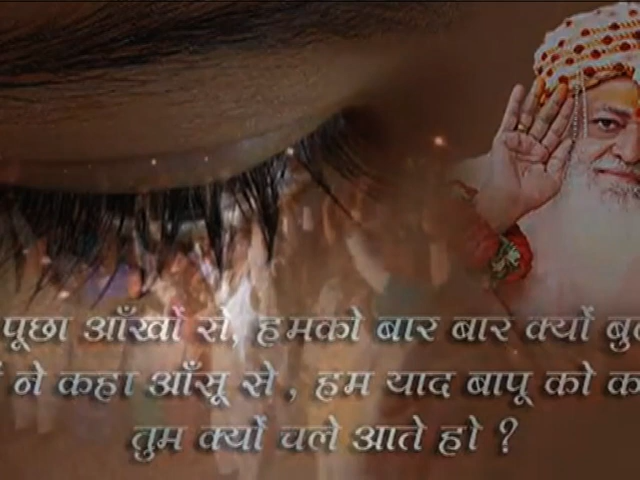 पूछा आँखों से, हमको बार बार क्यों
ने कहा आँसू से , हम याद बापू को
तुम क्यों चले आते हो ?